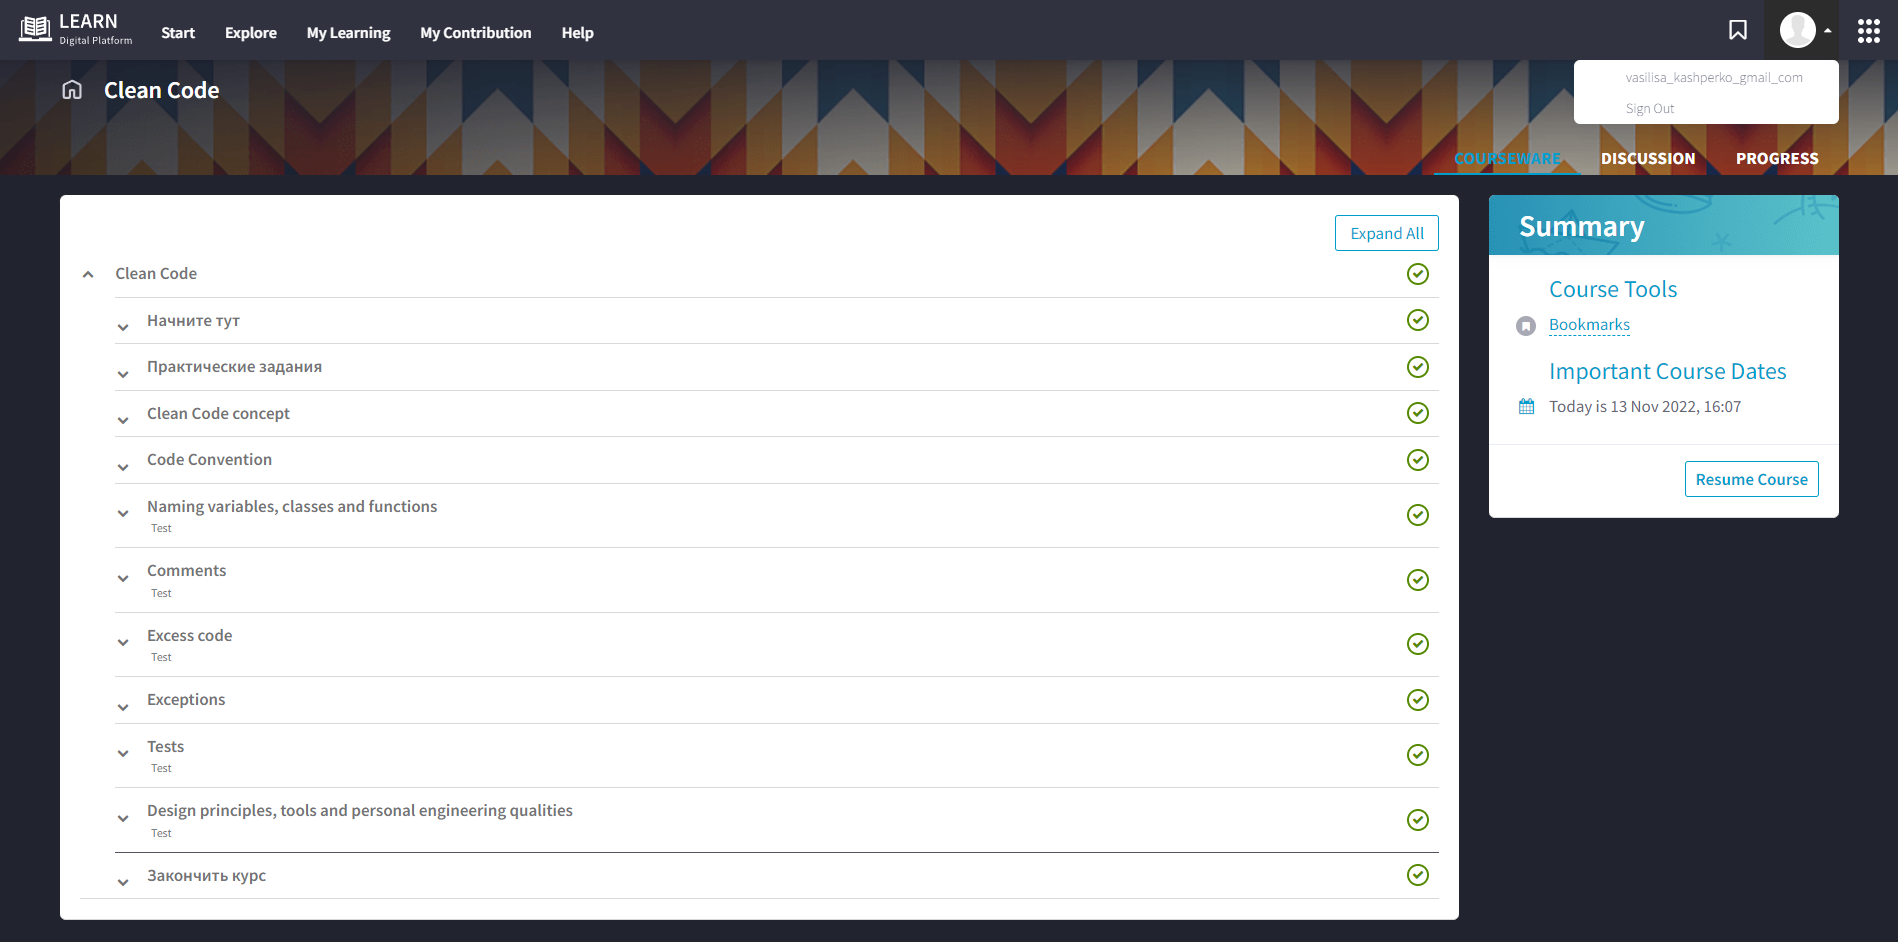 LEARN
Digital Platform
Start
Explore
My Learning
My Contribution
Help
vasilisa_kashperko_gmail_com
Sign Out
Clean Code
COURSEWARE
DISCUSSION
PROGRESS
Expand All
Clean Code
Начните тут
Практические задания
Clean Code concept
Code Convention
Naming variables, classes and functions
Test
Comments
Test
Excess code
Test
Exceptions
Tests
Test
Design principles, tools and personal engineering qualities
Test
Закончить курс
Summary
Course Tools
Bookmarks
Important Course Dates
Today is 13 Nov 2022, 16:07
Resume Course